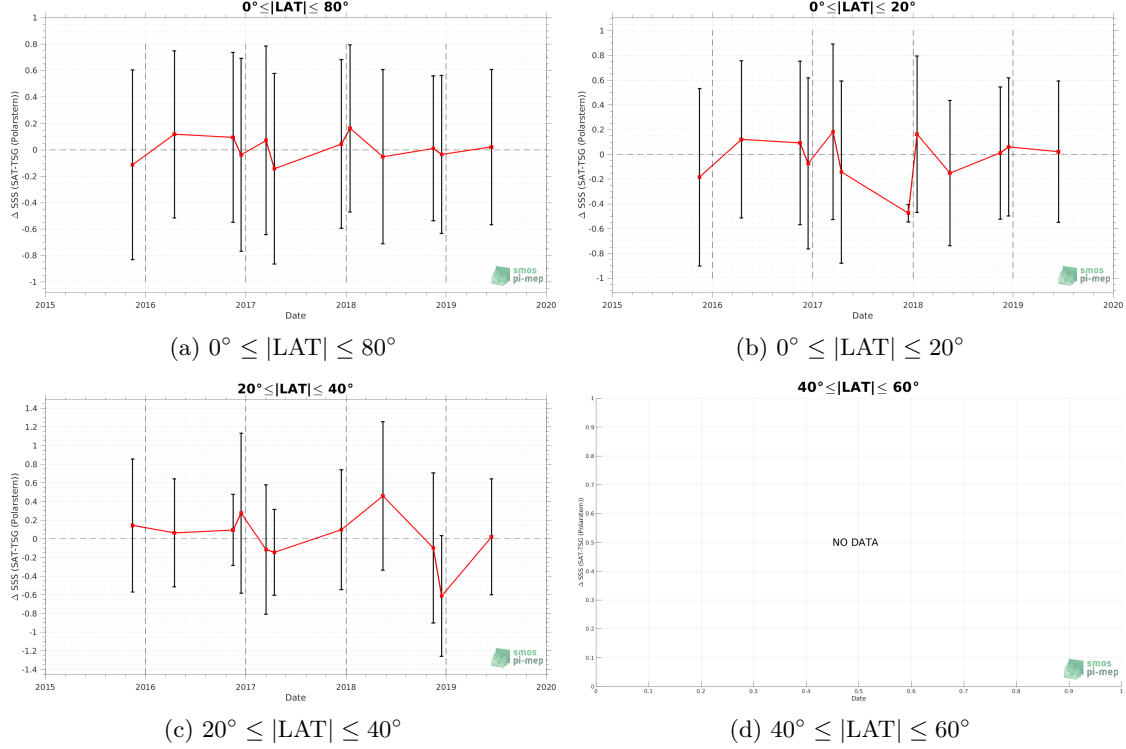 0°≤|LAT|≤ 80°
1
0.8
0.6
0.4
0.2
0
-0.2
-0.4
-0.6
-0.8
-1
Δ SSS (SAT-TSG (Polarstern))
2015 2016 2017 2018 2019 2020
Date
smos
pi-mep
(a) 0° ≤ |LAT| ≤ 80°
0°≤|LAT|≤ 20°
1
0.8
0.6
0.4
0.2
0
-0.2
-0.4
-0.6
-0.8
-1
Δ SSS (SAT-TSG (Polarstern))
2015 2016 2017 2018 2019 2020
Date
smos
pi-mep
(b) 0° ≤ |LAT| ≤ 20°
20°≤|LAT|≤ 40°
1.4
1.2
1
0.8
0.6
0.4
0.2
0
-0.2
-0.4
-0.6
-0.8
-1
-1.2
-1.4
Δ SSS (SAT-TSG (Polarstern))
2015 2016 2017 2018 2019 2020
Date
smos
pi-mep
(c) 20° ≤ |LAT| ≤ 40°
40°≤|LAT|≤ 60°
1
0.9
0.8
0.7
0.6
0.5
0.4
0.3
0.2
0.1
0
Δ SSS (SAT-TSG (Polarstern))
NO DATA
0 0.1 0.2 0.3 0.4 0.5 0.6 0.7 0.8 0.9 1
Date
smos
pi-mep
(d) 40° ≤ |LAT| ≤ 60°